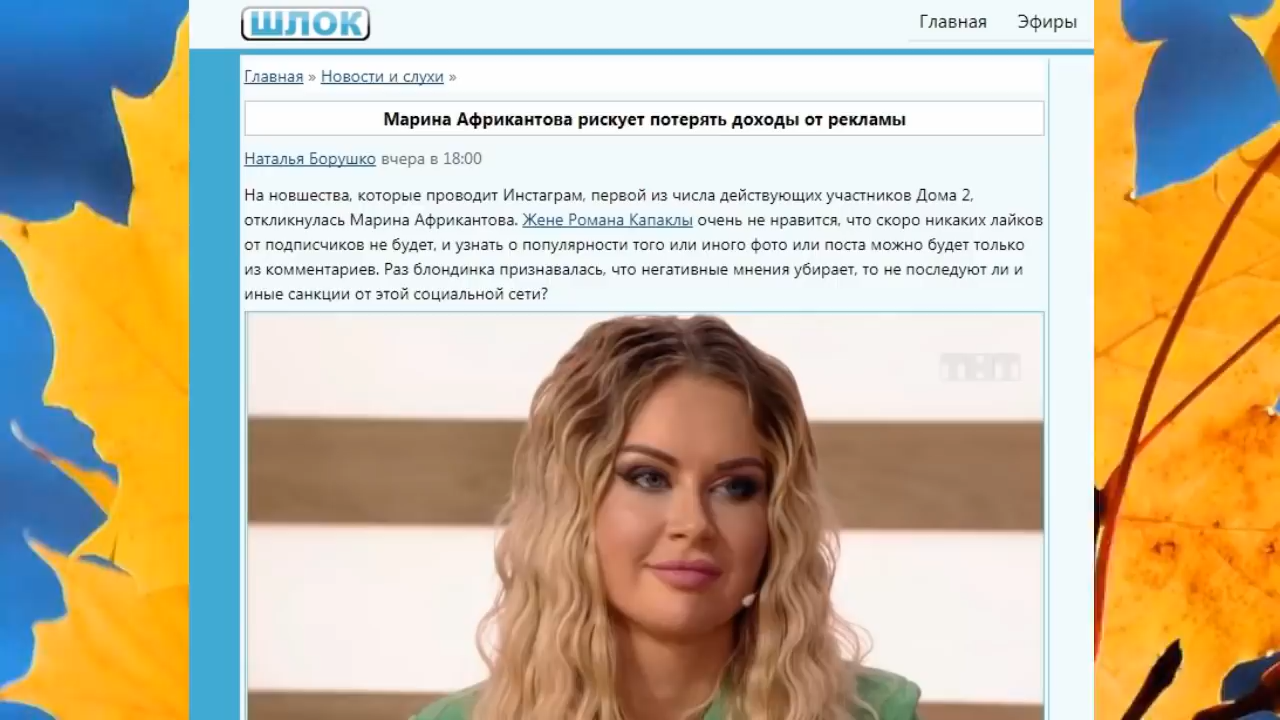 ШЛОК
Главная Эфиры
Главная » Новости и слухи »
Марина Африкантова рискует потерять доходы от рекламы
Наталья Борушко вчера в 18:00
На новшества, которые проводит Инстаграм, первой из числа действующих участников Дома 2,
откликнулась Марина Африкантова. Жене Романа Капаклы очень не нравится, что скоро никаких лайков
от подписчиков не будет, и узнать о популярности того или иного фото или поста можно будет только
из комментариев. Раз блондинка признавалась, что негативные мнения убирает, то не последуют ли и
иные санкции от этой социальной сети?
ТНТ